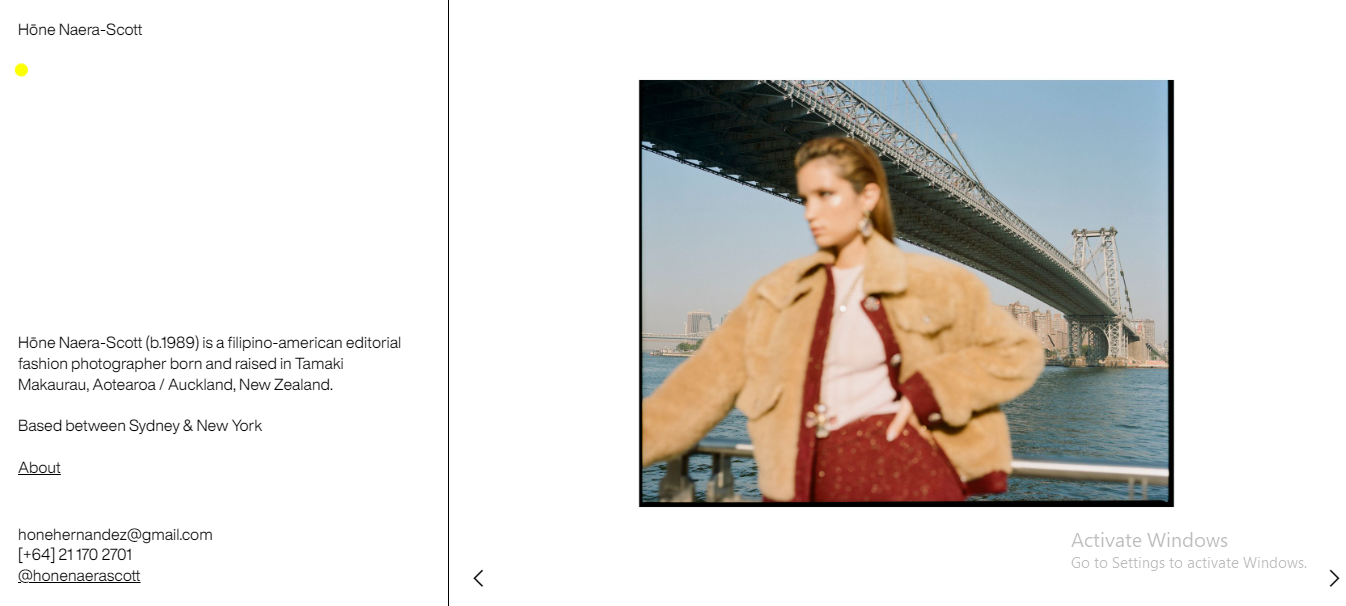 Hōne Naera-Scott
Hōne Naera-Scott (b.1989) is a filipino-american editorial
fashion photographer born and raised in Tamaki
Makaurau, Aotearoa / Auckland, New Zealand.
Based between Sydney & New York
About
honehernandez@gmail.com
[+64] 21 170 2701
@honenaerascott
Activate Windows
Go to Settings to activate Windows.